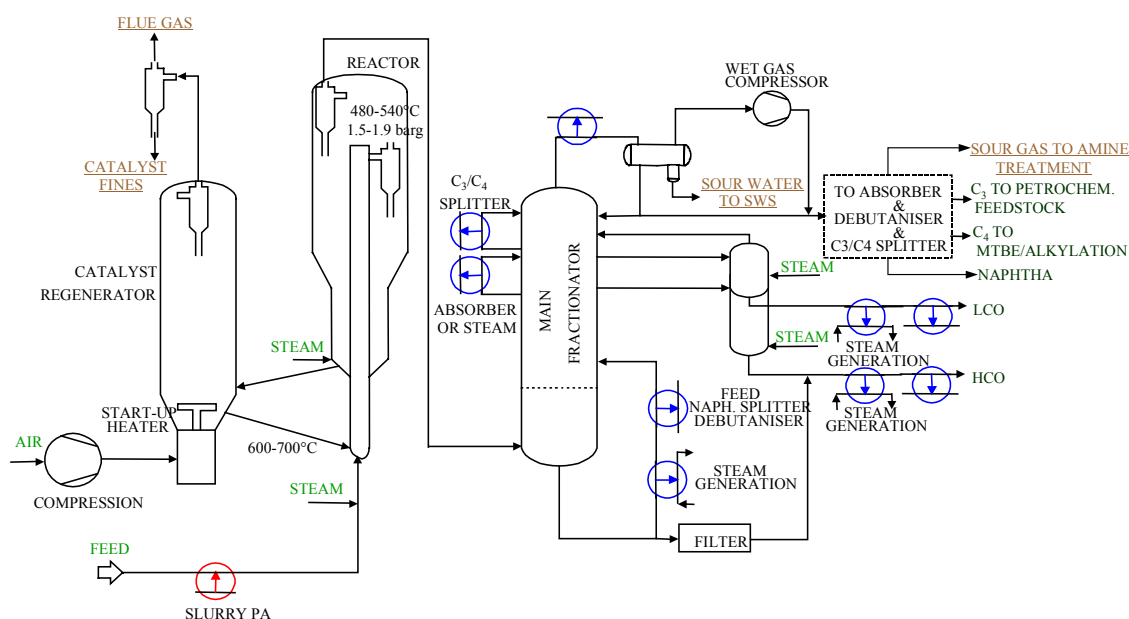 FLUE GAS
REACTOR
WET GAS
COMPRESSOR
480-540°C
1.5-1.9 barg
CATALYST
FINES
C3/C4
SPLITTER
SOUR WATER
TO SWS
TO ABSORBER
&
DEBUTANISER
&
C3/C4 SPLITTER
SOUR GAS TO AMINE
TREATMENT
C3 TO PETROCHEM.
FEEDSTOCK
C4 TO
MTBE/ALKYLATION
NAPHTHA
CATALYST
REGENERATOR
ABSORBER
OR STEAM
MAIN
FRACTIONATOR
STEAM
LCO
STEAM
STEAM
GENERATION
STEAM
HCO
STEAM
GENERATION
START-UP
HEATER
600-700°C
FEED
NAPH. SPLITTER
DEBUTANISER
AIR
COMPRESSION
STEAM
STEAM
GENERATION
FILTER
FEED
SLURRY PA